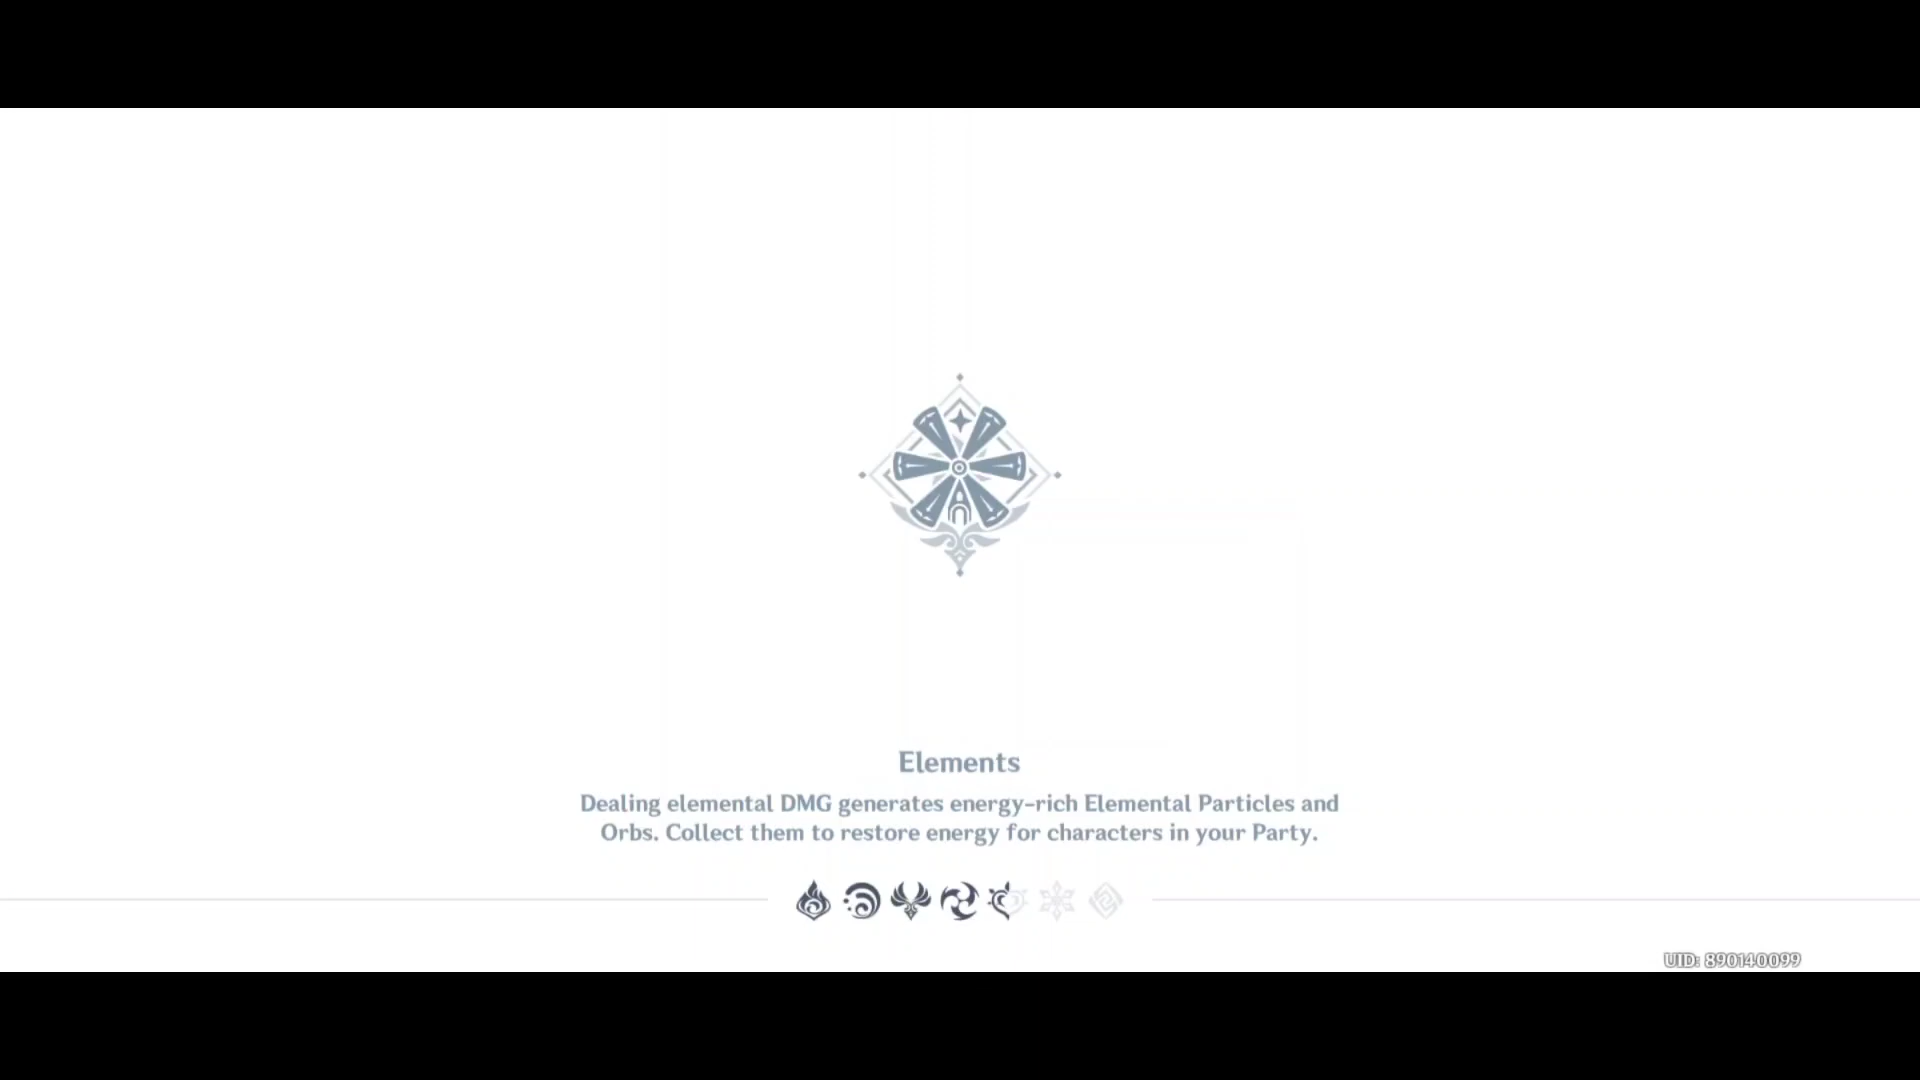 Elements
Dealing elemental DMG generates energy-rich Elemental Particles and
Orbs. Collect them to restore energy for characters in your Party.
UID: 890140099